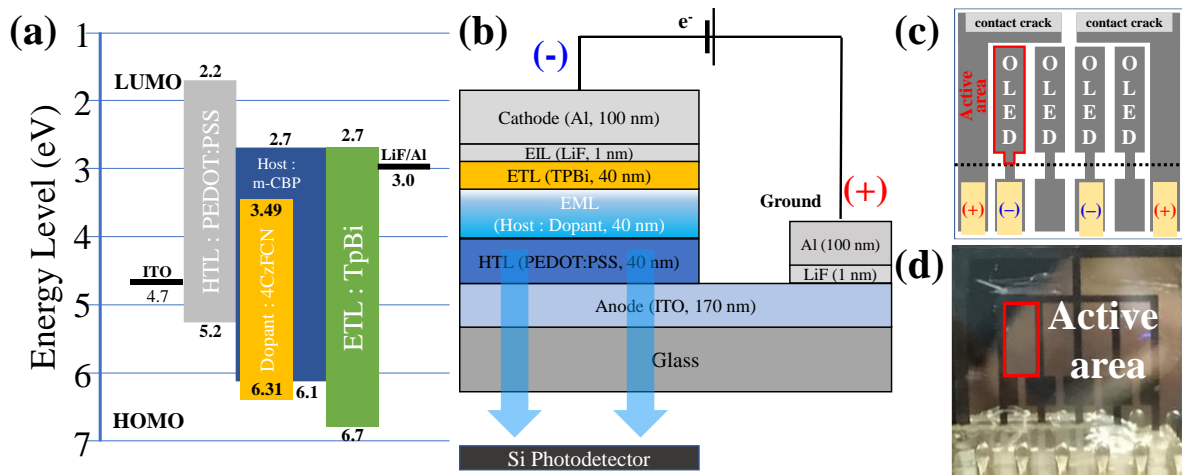 (a)
Energy Level (eV)
1
2
3
4
5
6
7
LUMO
HOMO
2.2
HTL : PEDOT:PSS
5.2
ITO
4.7
2.7
Host :
m-CBP
3.49
Dopant : 4CzFCN
6.31
6.1
2.7
ETL : TpBi
6.7
LiF/Al
3.0
(b)
(-)
e-
(+)
Cathode (Al, 100 nm)
EIL (LiF, 1 nm)
ETL (TPBi, 40 nm)
EML
(Host : Dopant, 40 nm)
HTL (PEDOT:PSS, 40 nm)
Ground
Al (100 nm)
LiF (1 nm)
Anode (ITO, 170 nm)
Glass
Si Photodetector
(c)
contact crack
contact crack
Active
area
OLED
OLED
OLED
OLED
(+)
(-)
(-)
(+)
(d)
Active
area